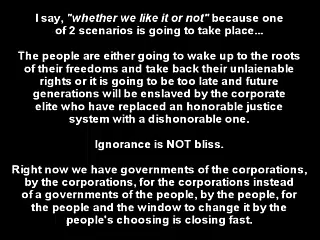 I say, "whether we like it or not" because one
of 2 scenarios is going to take place...
The people are either going to wake up to the roots
of their freedoms and take back their unlaienable
rights or it is going to be too late and future
generations will be enslaved by the corporate
elite who have replaced an honorable justice
system with a dishonorable one.
Ignorance is NOT bliss.
Right now we have governments of the corporations,
by the corporations, for the corporations instead
of a governments of the people, by the people, for
the people and the window to change it by the
people's choosing is closing fast.